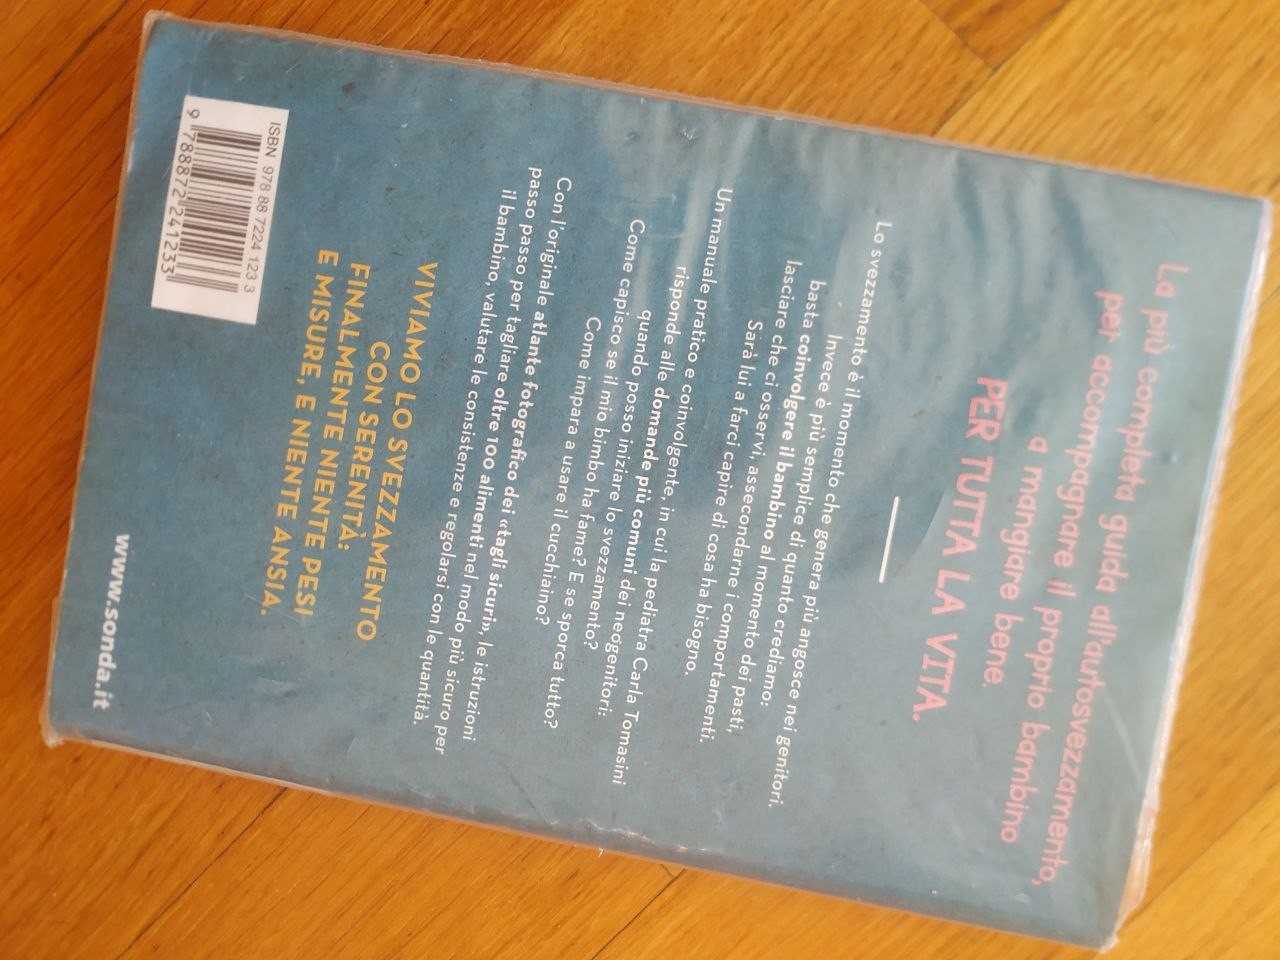 La più completa guida all'autosvezzamento,
per accompagnare il proprio bambino
a mangiare bene.
PER TUTTA LA VITA.
Lo svezzamento è il momento che genera più angosce nei genitori.
Invece è più semplice di quanto crediamo:
basta coinvolgere il bambino al momento dei pasti,
lasciare che ci osservi, assecondarne i comportamenti.
Sarà lui a farci capire di cosa ha bisogno.
Un manuale pratico e coinvolgente, in cui la pediatra Carla Tomasini
risponde alle domande più comuni dei neogenitori:
quando posso iniziare lo svezzamento?
Come capisco se il mio bimbo ha fame? E se sporca tutto?
Come impara a usare il cucchiaino?
Con l'originale atlante fotografico dei «tagli sicuri», le istruzioni
passo passo per tagliare oltre 100 alimenti nel modo più sicuro per
il bambino, valutare le consistenze e regolarsi con le quantità.
VIVIAMO LO SVEZZAMENTO
CON SERENITÀ:
FINALMENTE NIENTE PESI
E MISURE, E NIENTE ANSIA.
ISBN 978 88 7224 123 3
9 788872 241233
www.sonda.it